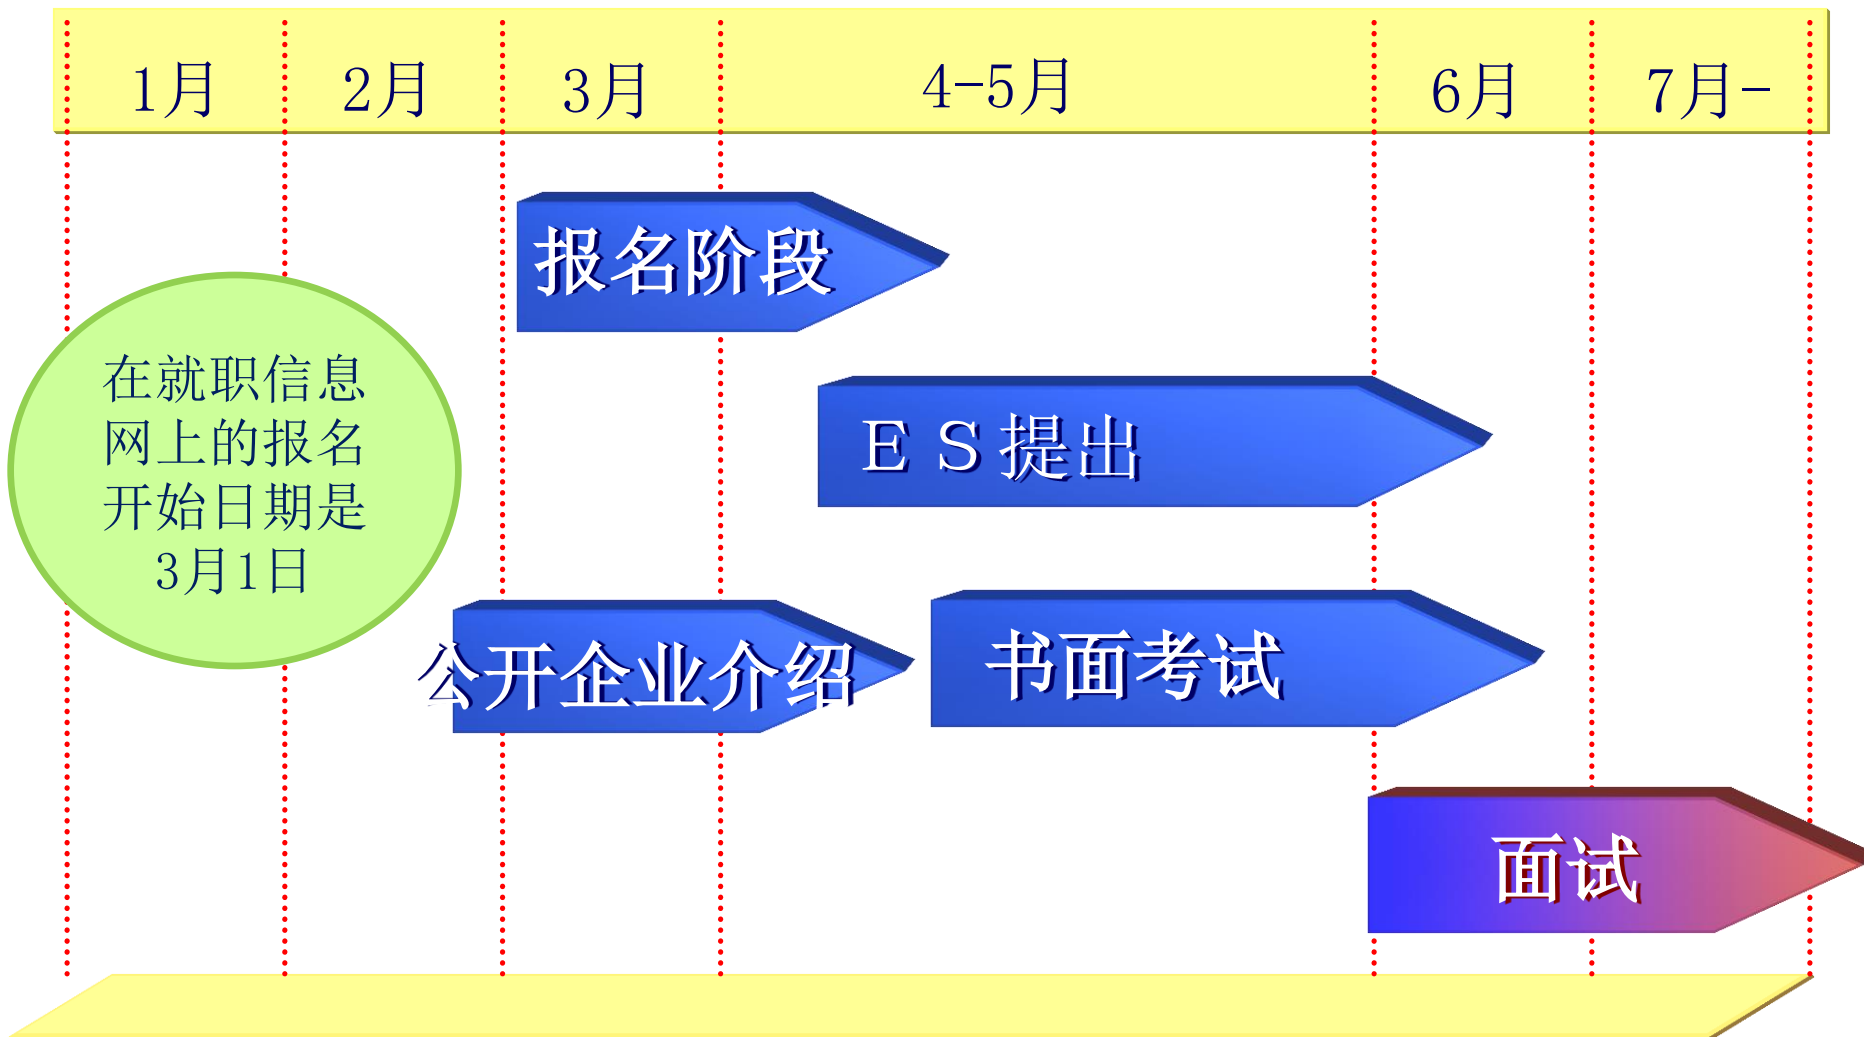 1月 2月 3月 4-5月 6月 7月-
报名阶段
在就职信息
网上的报名
开始日期是
3月1日
ＥＳ提出
公开企业介绍
书面考试
面试